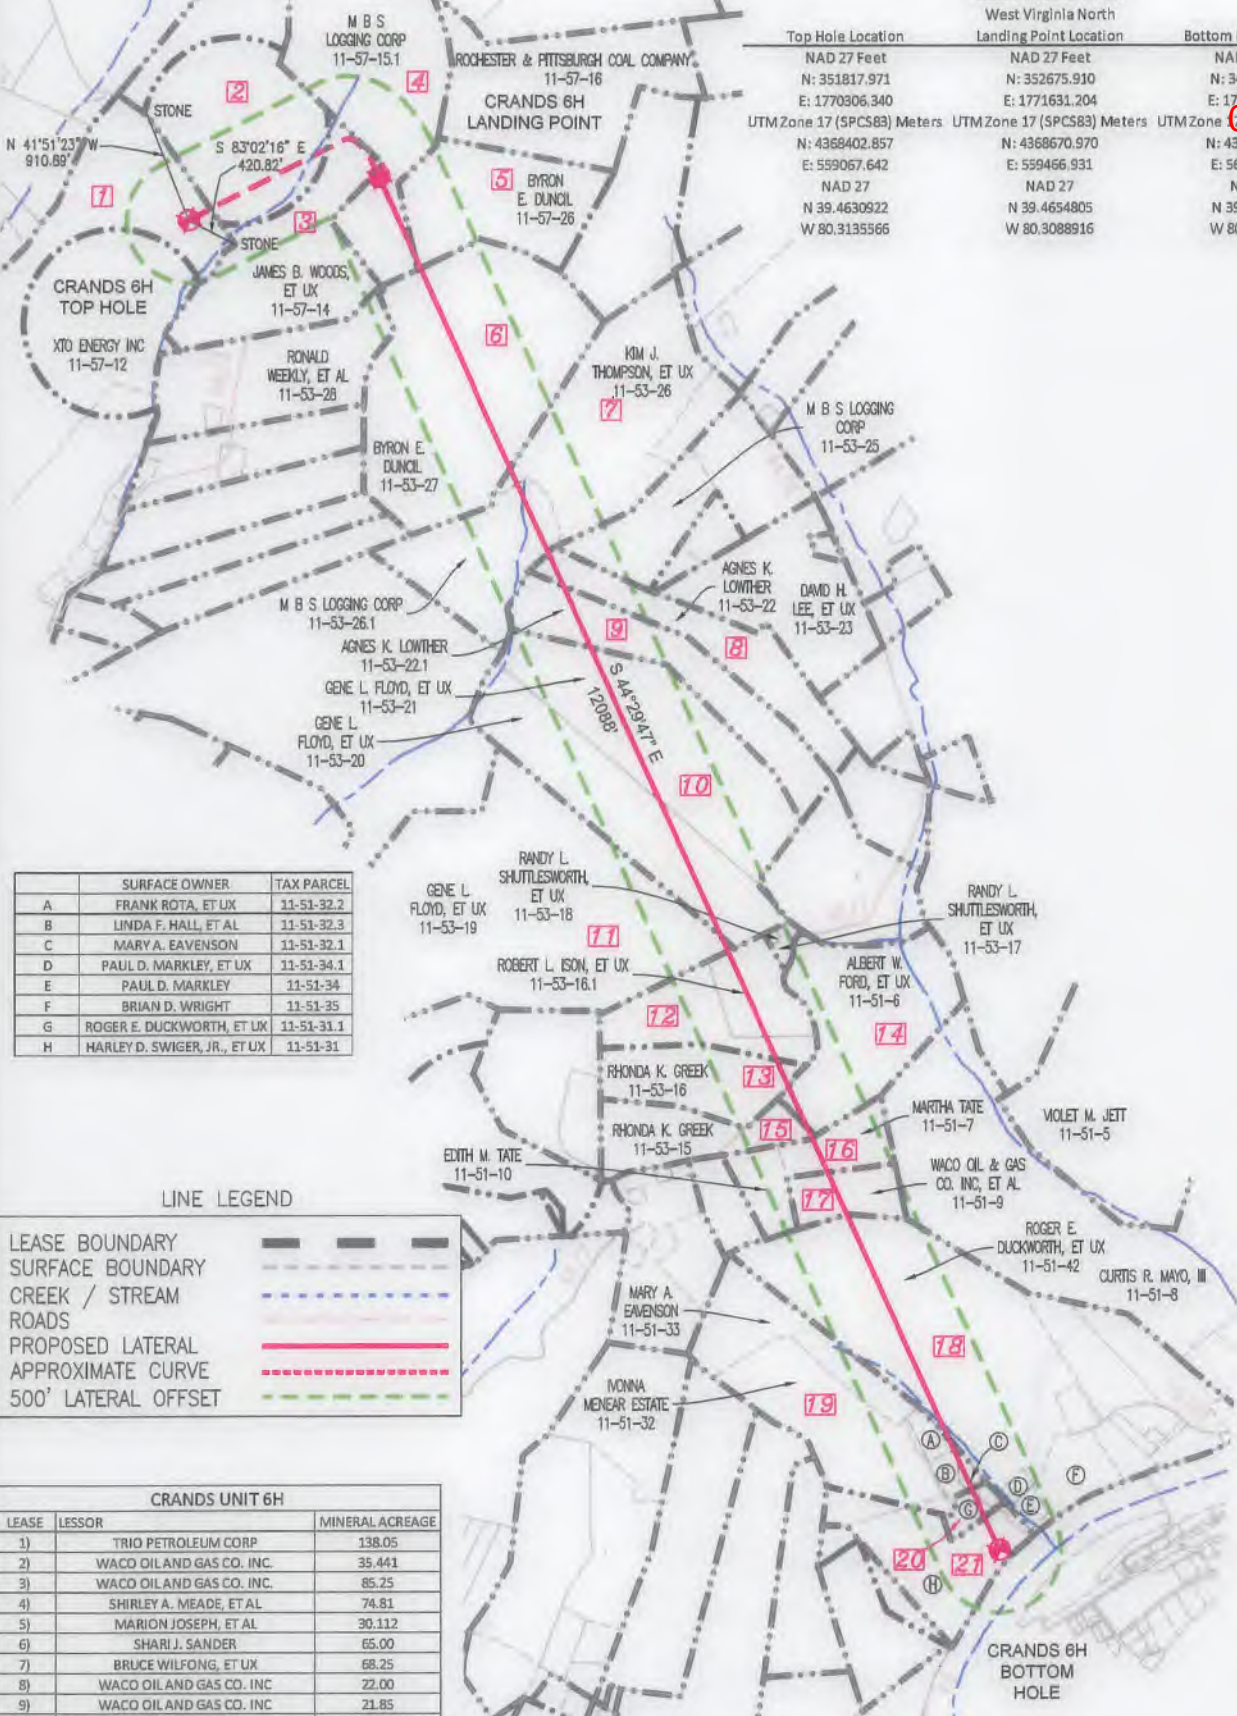 West Virginia North
Top Hole Location
Landing Point Location
Bottom
NAD 27 Feet
NAD 27 Feet
N: 351817.971
N: 352675.910
E: 1770306.340
E: 1771631.204
E: 17
UTM Zone 17 (SPCS83) Meters
UTM Zone 17 (SPCS83) Meters
UTM Zone
N: 4368402.857
N: 4368670.970
N: 43
E: 559067.642
E: 559466.931
E: 56
NAD 27
NAD 27
N 39.4630922
N 39.4654805
N 39
W 80.3135566
W 80.3088916
W 80
M B S
LOGGING CORP
11-57-15.1
4
ROCHESTER & PITTSBURGH COAL COMPANY
11-57-16
CRANDS 6H
LANDING POINT
2
STONE
N 41°51'23" W
910.89'
S 83°02'16" E
420.82'
1
3
STONE
5
BYRON
E. DUNCIL
11-57-26
CRANDS 6H
TOP HOLE
XTO ENERGY INC
11-57-12
JAMES B. WOODS,
ET UX
11-57-14
6
RONALD
WEEKLY, ET AL
11-53-28
KIM J.
THOMPSON, ET UX
11-53-26
7
M B S LOGGING
CORP
11-53-25
BYRON E.
DUNCIL
11-53-27
M B S LOGGING CORP
11-53-26.1
AGNES K.
LOWTHER
11-53-22
DAVID H.
LEE, ET UX
11-53-23
AGNES K. LOWTHER
11-53-22.1
9
8
GENE L. FLOYD, ET UX
11-53-21
GENE L.
FLOYD, ET UX
11-53-20
S 44°29'47" E
12088'
10
SURFACE OWNER TAX PARCEL
A FRANK ROTA, ET UX 11-51-32.2
B LINDA F. HALL, ET AL 11-51-32.3
C MARY A. EAVENSON 11-51-32.1
D PAUL D. MARKLEY, ET UX 11-51-34.1
E PAUL D. MARKLEY 11-51-34
F BRIAN D. WRIGHT 11-51-35
G ROGER E. DUCKWORTH, ET UX 11-51-31.1
H HARLEY D. SWIGER, JR., ET UX 11-51-31
GENE L.
FLOYD, ET UX
11-53-19
RANDY L.
SHUTTLESWORTH,
ET UX
11-53-18
RANDY L.
SHUTTLESWORTH,
ET UX
11-53-17
11
ROBERT L. ISON, ET UX
11-53-16.1
ALBERT W.
FORD, ET UX
11-51-6
12
14
RHONDA K. GREEK
11-53-16
13
RHONDA K. GREEK
11-53-15
15
16
MARTHA TATE
11-51-7
VIOLET M. JETT
11-51-5
EDITH M. TATE
11-51-10
17
WACO OIL & GAS
CO. INC, ET AL
11-51-9
ROGER E.
DUCKWORTH, ET UX
11-51-42
CURTIS R. MAYO, III
11-51-8
MARY A.
EAVENSON
11-51-33
18
IVONNA
MENEAR ESTATE
11-51-32
19
A
C
B
D
F
E
G
20
21
H
CRANDS 6H
BOTTOM
HOLE
LINE LEGEND
LEASE BOUNDARY
SURFACE BOUNDARY
CREEK / STREAM
ROADS
PROPOSED LATERAL
APPROXIMATE CURVE
500' LATERAL OFFSET
CRANDS UNIT 6H
LEASE LESSOR MINERAL ACREAGE
1) TRIO PETROLEUM CORP 138.05
2) WACO OIL AND GAS CO. INC. 35.441
3) WACO OIL AND GAS CO. INC. 85.25
4) SHIRLEY A. MEADE, ET AL 74.81
5) MARION JOSEPH, ET AL 30.112
6) SHARI J. SANDER 65.00
7) BRUCE WILFONG, ET UX 68.25
8) WACO OIL AND GAS CO. INC 22.00
9) WACO OIL AND GAS CO. INC 21.85